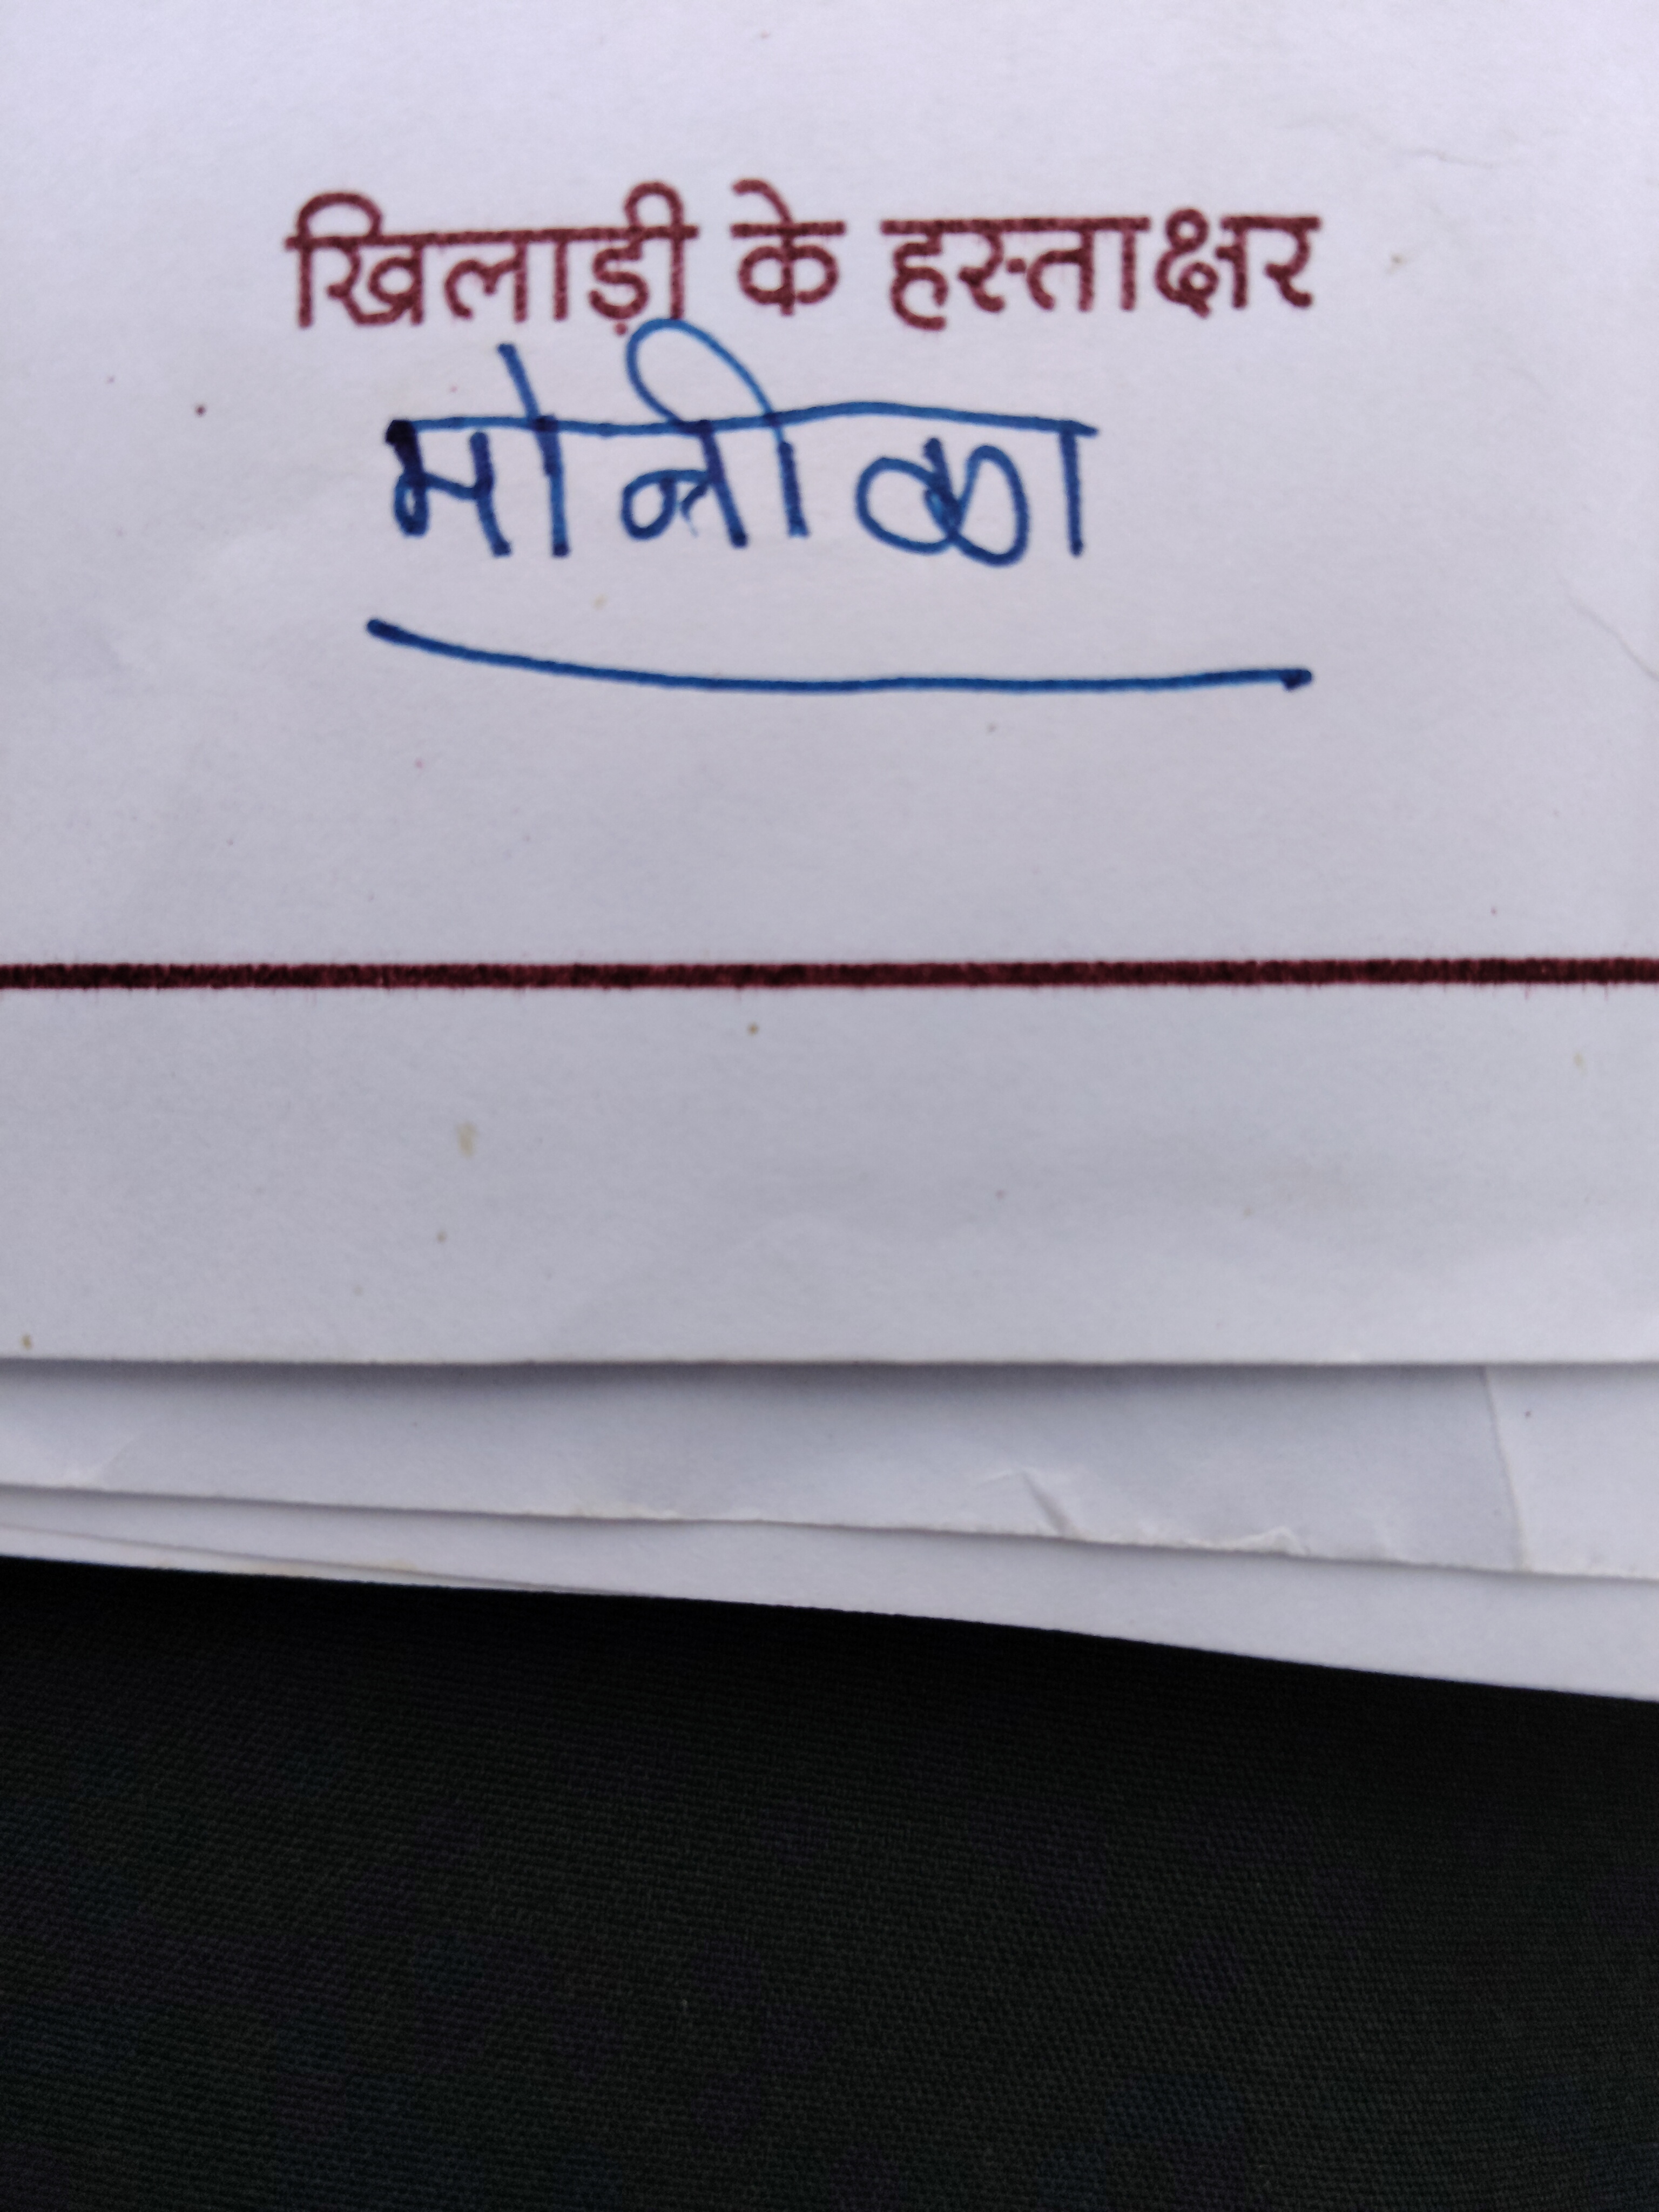 खिलाड़ी के हस्ताक्षर
मोनीका